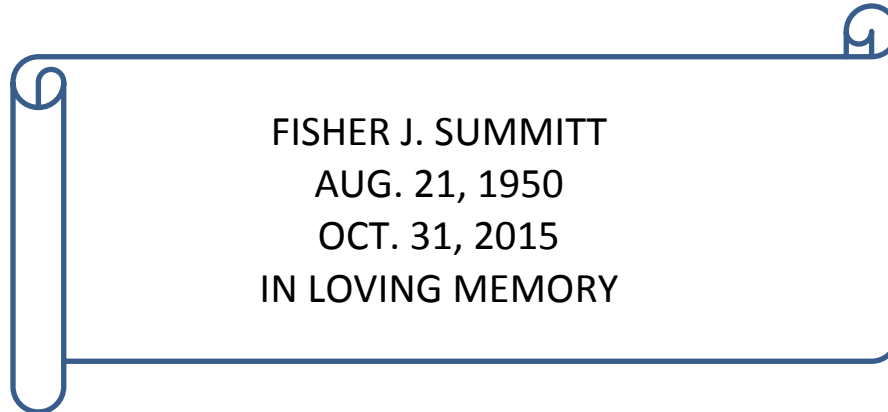 FISHER J. SUMMITT
AUG. 21, 1950
OCT. 31, 2015
IN LOVING MEMORY